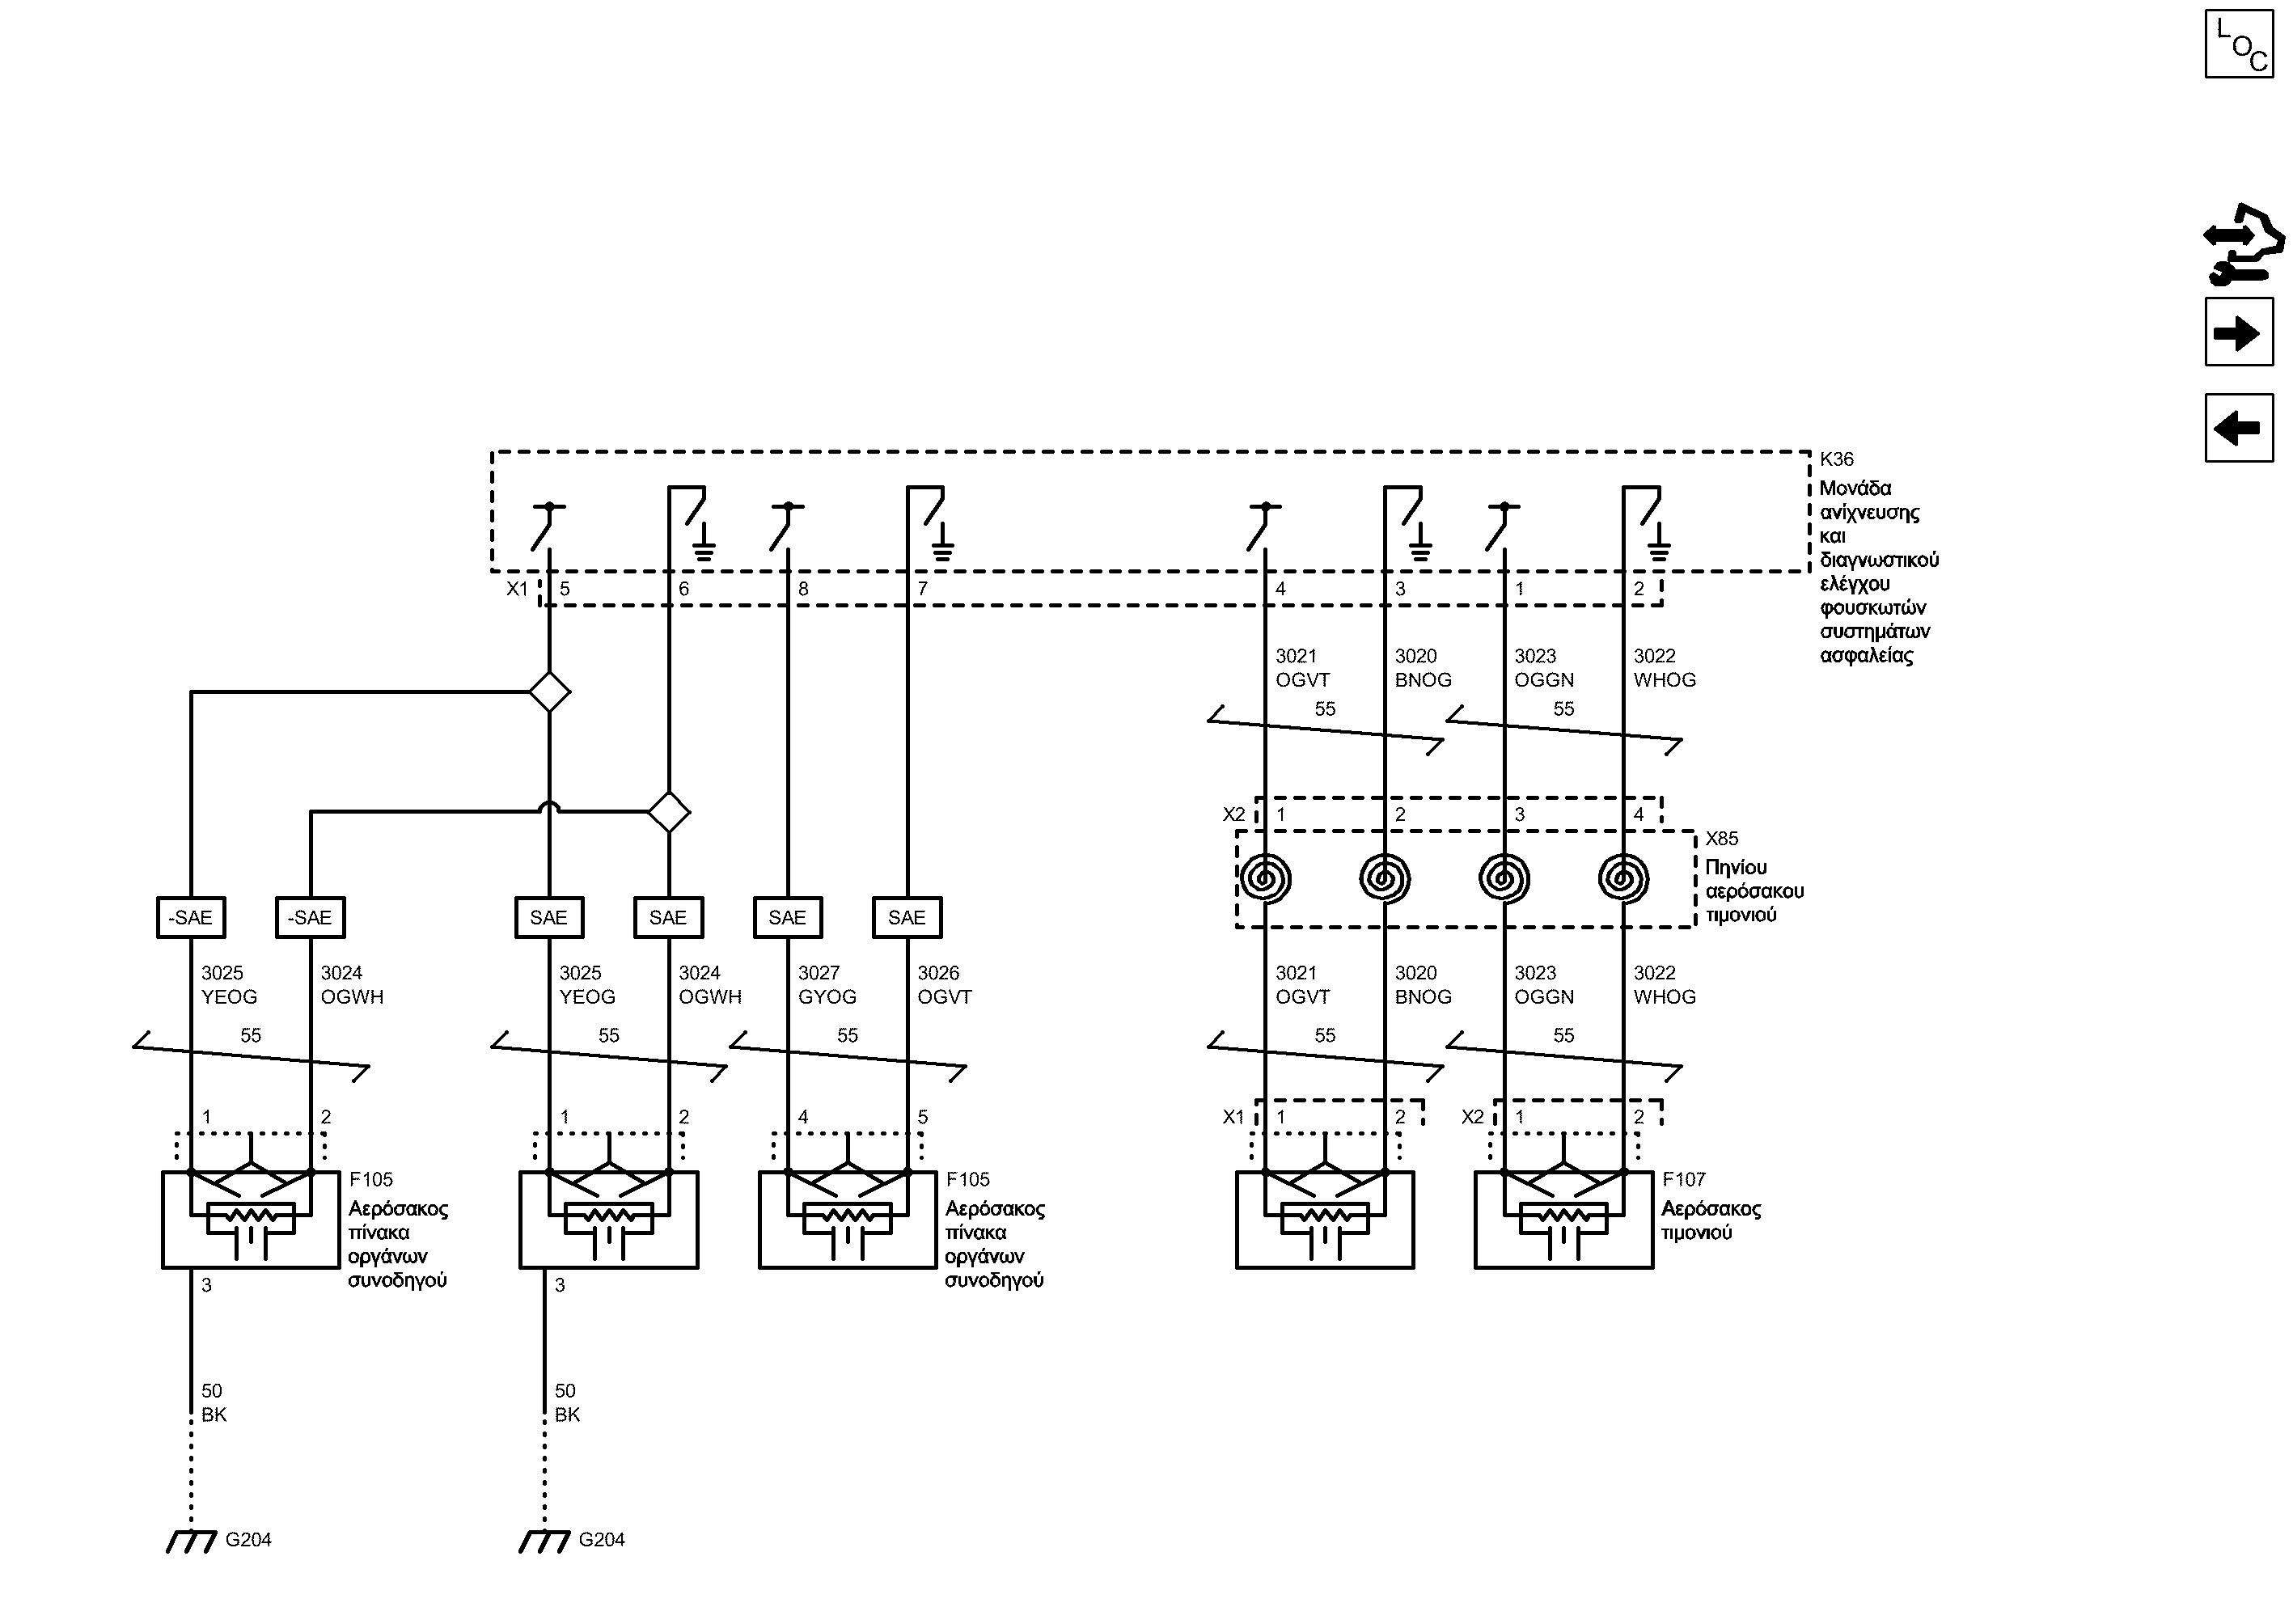 LOC
K36
Μονάδα
ανίχνευσης
και
διαγνωστικού
ελέγχου
φουσκωτών
συστημάτων
ασφαλείας
X1 5 6 8 7 4 3 1 2
3021 3020 3023 3022
OGVT BNOG OGGN WHOG
55 55
X2 1 2 3 4
X85
Πηνίου
αερόσακου
τιμονιού
-SAE -SAE SAE SAE SAE SAE
3025 3024 3025 3024 3027 3026 3021 3020 3023 3022
YEOG OGWH YEOG OGWH GYOG OGVT OGVT BNOG OGGN WHOG
55 55 55 55 55
1 2 1 2 4 5 X1 1 2 X2 1 2
F105
Αερόσακος
πίνακα
οργάνων
συνοδηγού
F105
Αερόσακος
πίνακα
οργάνων
συνοδηγού
F107
Αερόσακος
τιμονιού
3 3
50 50
BK BK
G204 G204